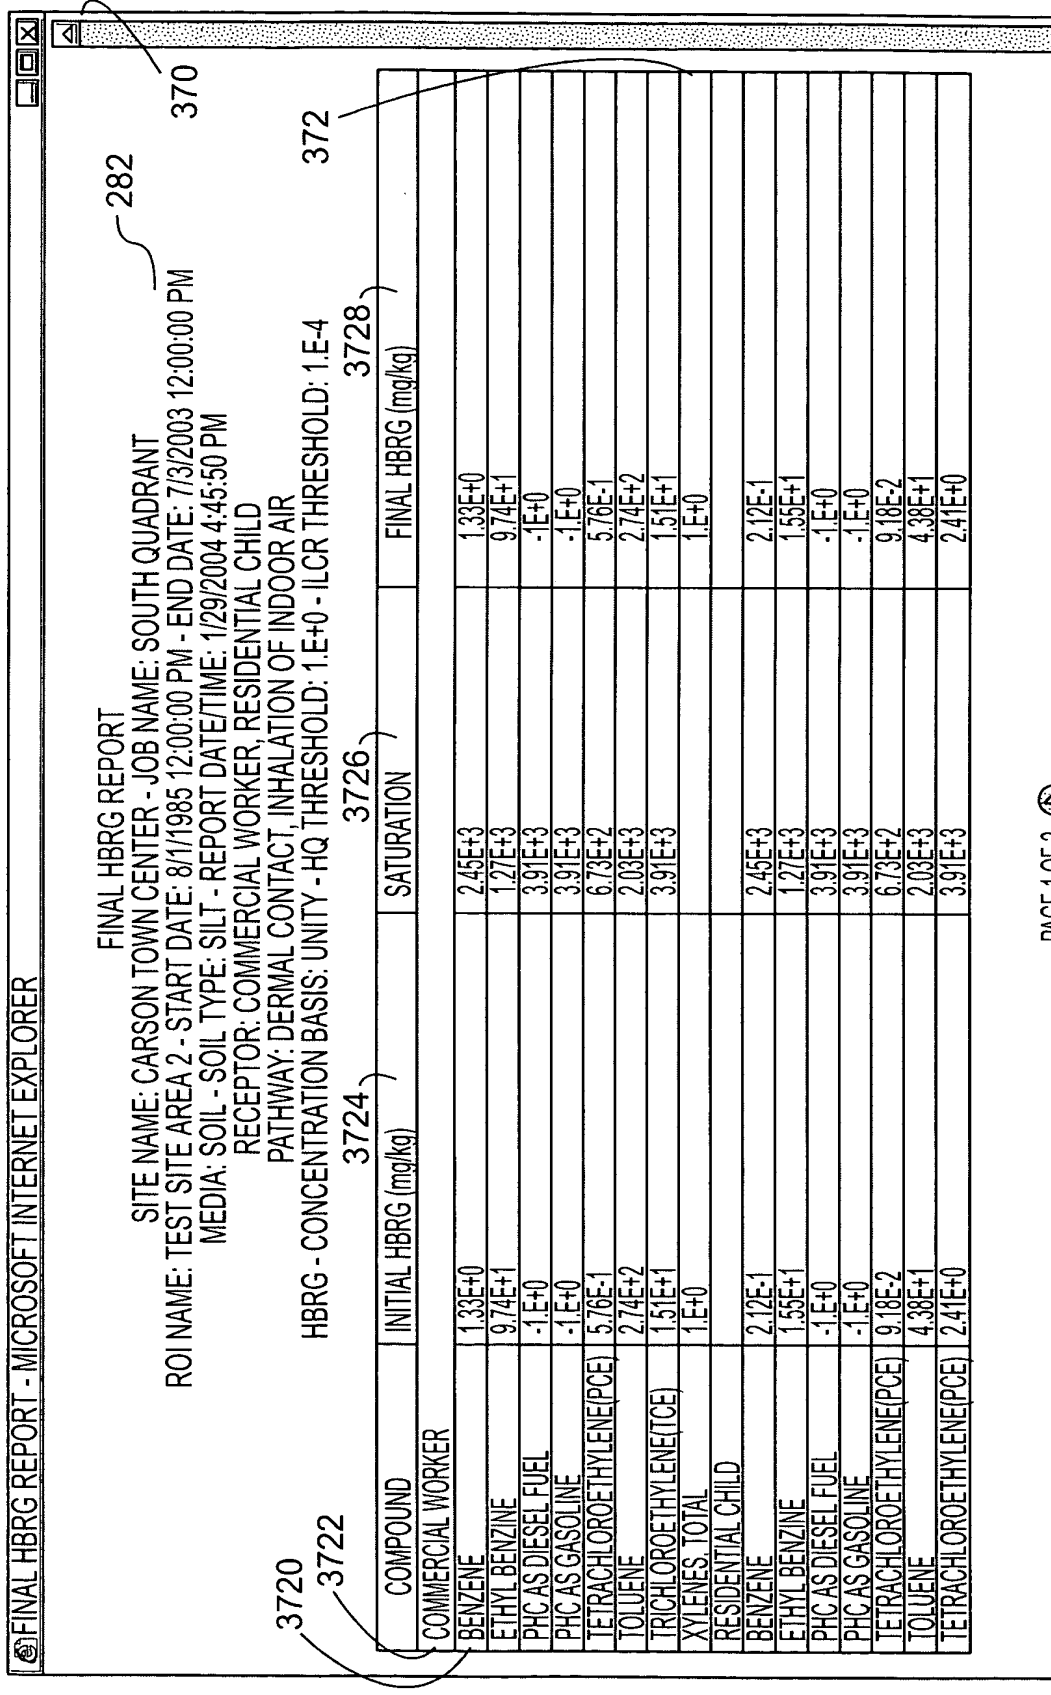 FINAL HBRG REPORT - MICROSOFT INTERNET EXPLORER
370
282
FINAL HBRG REPORT
SITE NAME: CARSON TOWN CENTER - JOB NAME: SOUTH QUADRANT
ROI NAME: TEST SITE AREA 2 - START DATE: 8/1/1985 12:00:00 PM - END DATE: 7/3/2003 12:00:00 PM
MEDIA: SOIL - SOIL TYPE: SILT - REPORT DATE/TIME: 1/29/2004 4:45:50 PM
RECEPTOR: COMMERCIAL WORKER, RESIDENTIAL CHILD
PATHWAY: DERMAL CONTACT, INHALATION OF INDOOR AIR
HBRG - CONCENTRATION BASIS: UNITY - HQ THRESHOLD: 1.E+0 - ILCR THRESHOLD: 1.E-4
3720
3722
3724
3726
3728
372
COMPOUND INITIAL HBRG (mg/kg) SATURATION FINAL HBRG (mg/kg)
COMMERCIAL WORKER
BENZENE 1.33E+0 2.45E+3 1.33E+0
ETHYL BENZINE 9.74E+1 1.27E+3 9.74E+1
PHC AS DIESEL FUEL -1.E+0 3.91E+3 -1E+0
PHC AS GASOLINE -1.E+0 3.91E+3 -1.E+0
TETRACHLOROETHYLENE(PCE) 5.76E-1 6.73E+2 5.76E-1
TOLUENE 2.74E+2 2.03E+3 2.74E+2
TRICHLOROETHYLENE(TCE) 1.51E+1 3.91E+3 1.51E+1
XYLENES TOTAL 1.E+0 1.E+0
RESIDENTIAL CHILD
BENZENE 2.12E-1 2.45E+3 2.12E-1
ETHYL BENZINE 1.55E+1 1.27E+3 1.55E+1
PHC AS DIESEL FUEL -1.E+0 3.91E+3 -1.E+0
PHC AS GASOLINE -1.E+0 3.91E+3 -1.E+0
TETRACHLOROETHYLENE(PCE) 9.18E-2 6.73E+2 9.18E-2
TOLUENE 4.38E+1 2.03E+3 4.38E+1
TETRACHLOROETHYLENE(PCE) 2.41E+0 3.91E+3 2.41E+0